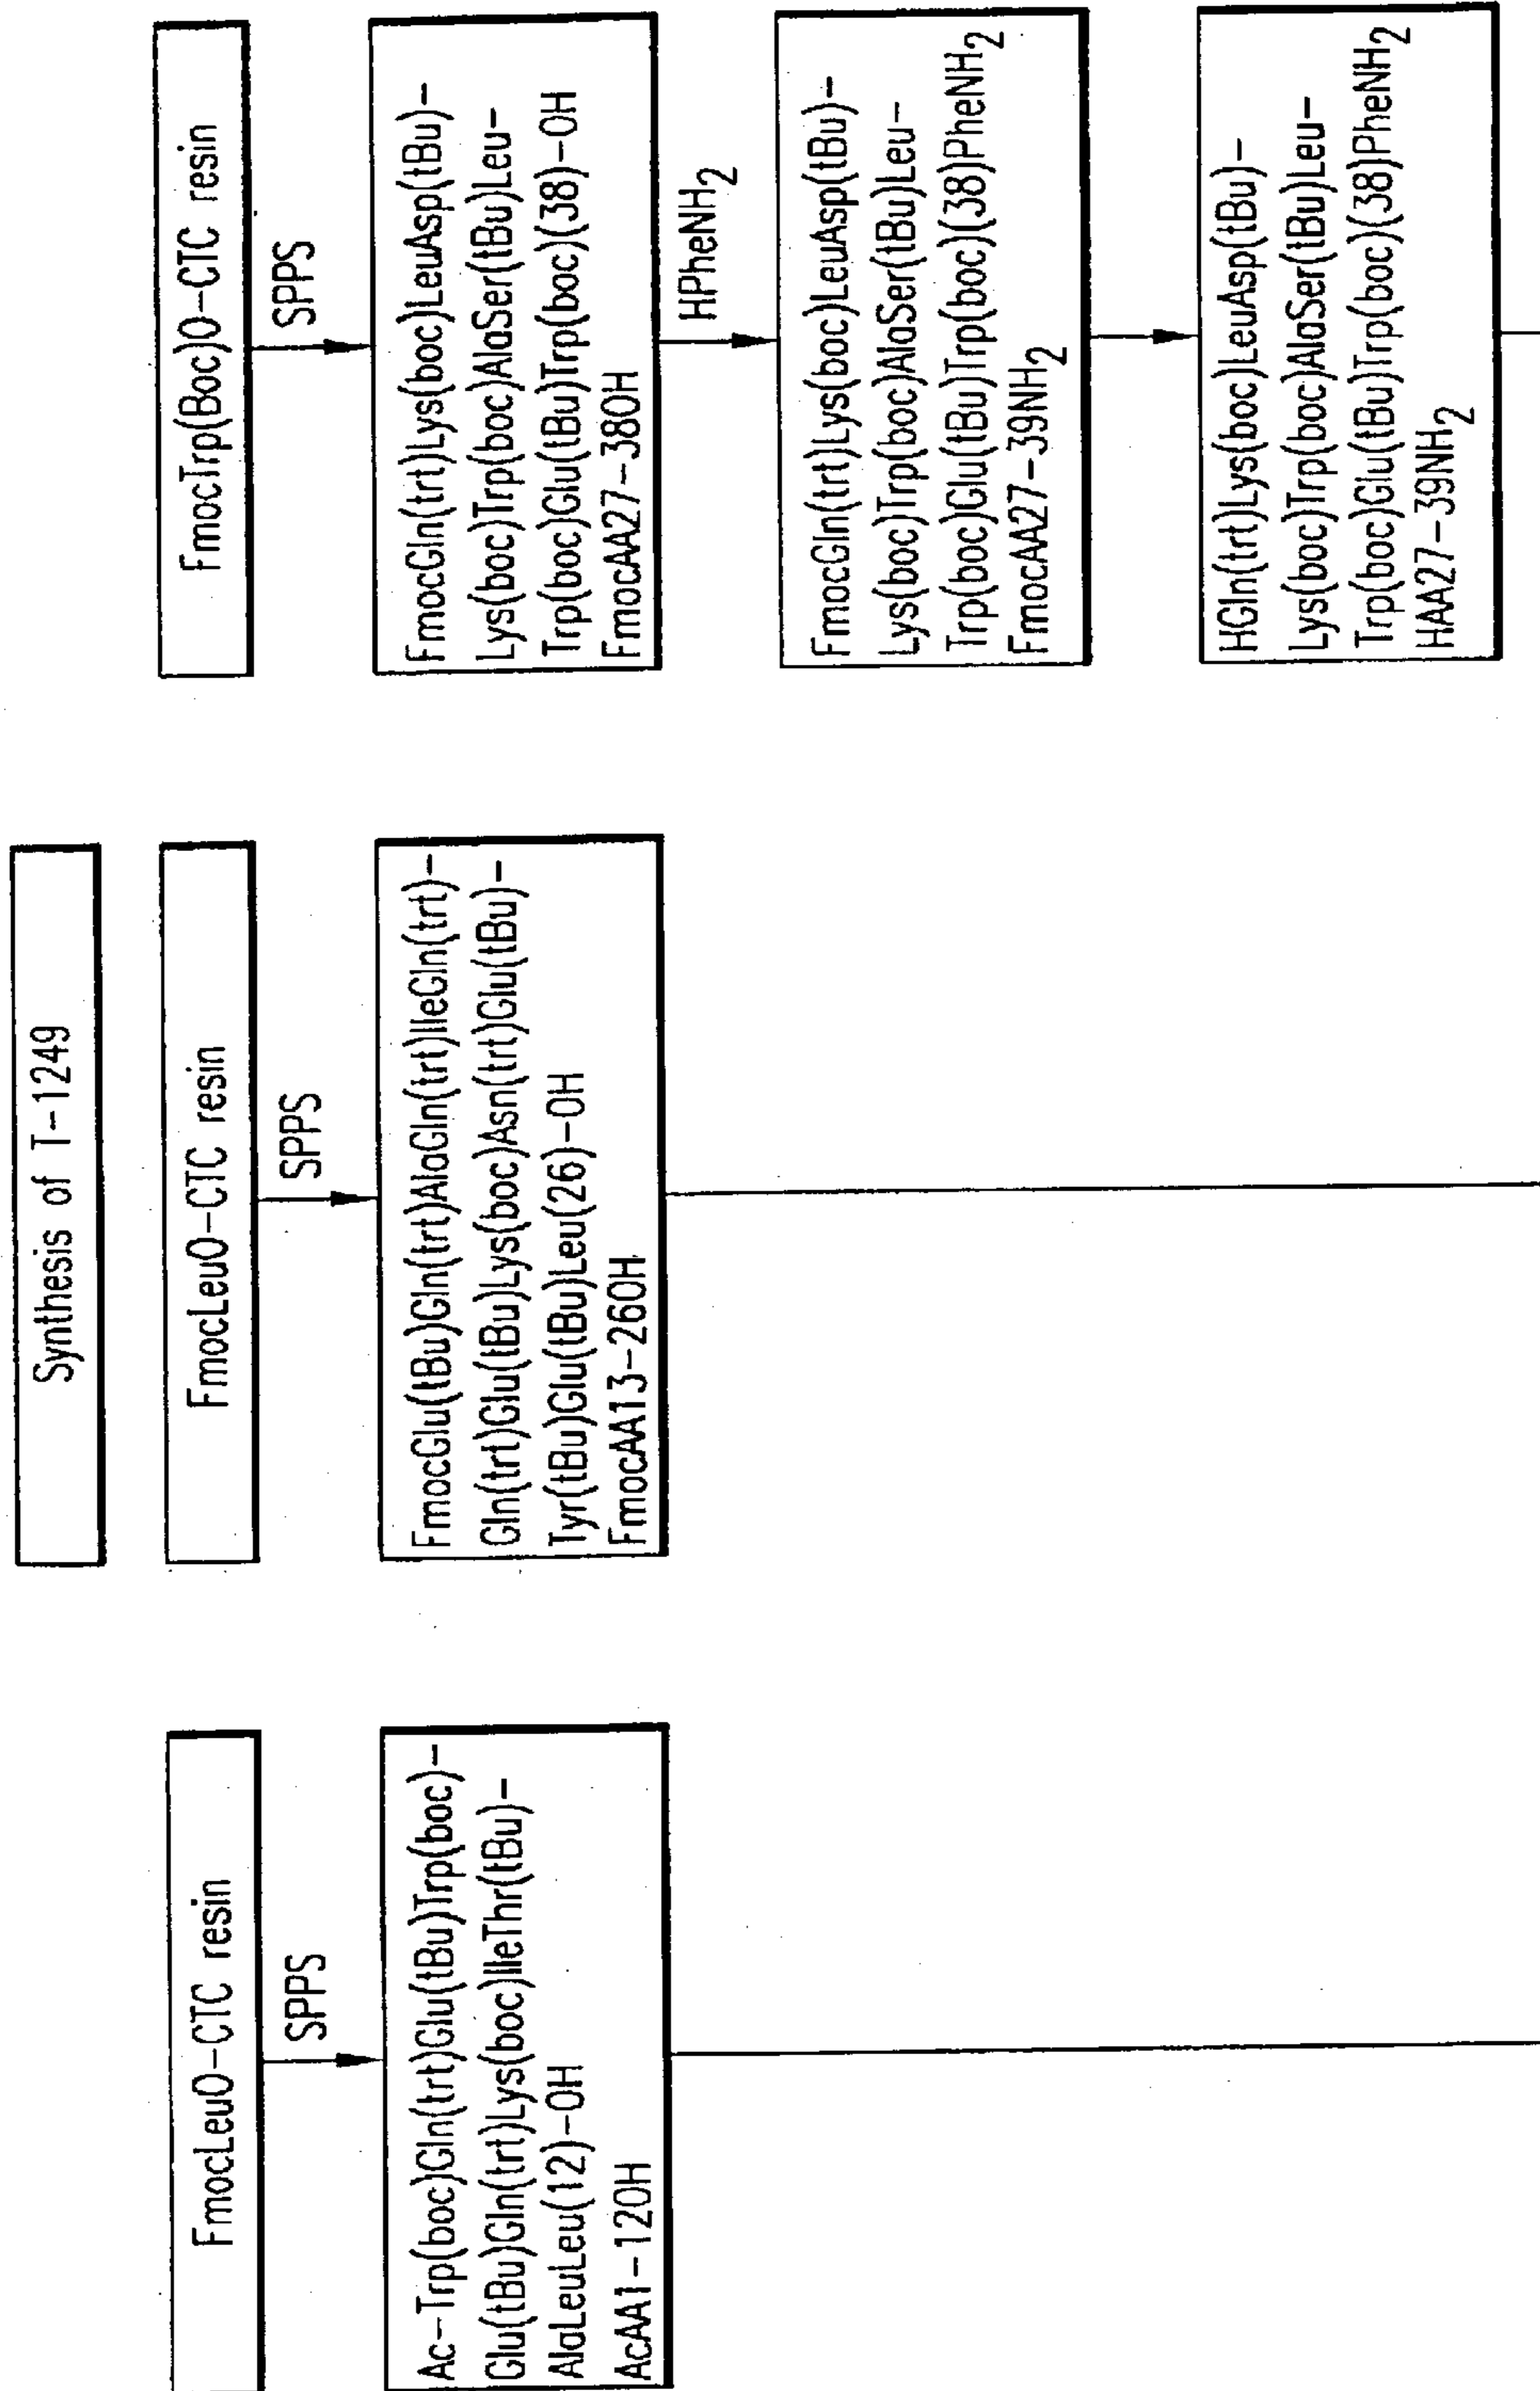 Synthesis of T-1249
FmocLeuO-CTC resin
SPPS
Ac-Trp(boc)Gln(trt)Glu(tBu)Trp(boc)-
Glu(tBu)Gln(trt)Lys(boc)IleThr(tBu)-
AlaLeuLeu(12)-OH
AcAA1-12OH
FmocLeuO-CTC resin
SPPS
FmocGlu(tBu)Gln(trt)AlaGln(trt)IleGln(trt)-
Gln(trt)Glu(tBu)Lys(boc)Asn(trt)Glu(tBu)-
Tyr(tBu)Glu(tBu)Leu(26)-OH
FmocAA13-26OH
FmocTrp(Boc)O-CTC resin
SPPS
FmocGln(trt)Lys(boc)LeuAsp(tBu)-
Lys(boc)Trp(boc)AlaSer(tBu)Leu-
Trp(boc)Glu(tBu)Trp(boc)(38)-OH
FmocAA27-38OH
HPheNH2
FmocGln(trt)Lys(boc)LeuAsp(tBu)-
Lys(boc)Trp(boc)AlaSer(tBu)Leu-
Trp(boc)Glu(tBu)Trp(boc)(38)PheNH2
FmocAA27-39NH2
HGln(trt)Lys(boc)LeuAsp(tBu)-
Lys(boc)Trp(boc)AlaSer(tBu)Leu-
Trp(boc)Glu(tBu)Trp(boc)(38)PheNH2
HAA27-39NH2